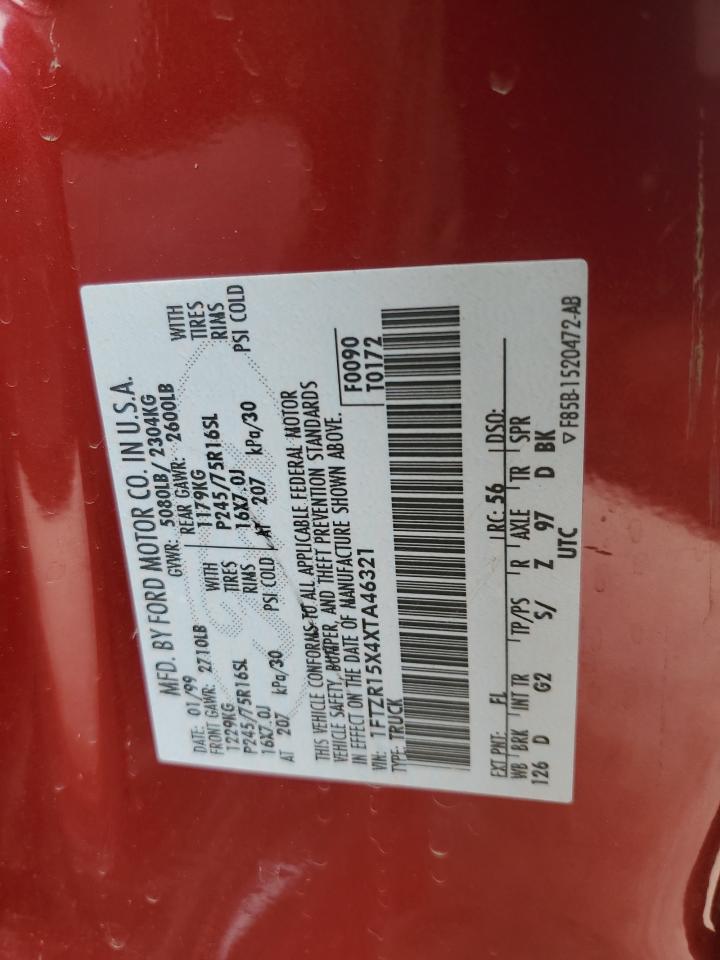 MFD. BY FORD MOTOR CO. IN U.S.A.
DATE: 01/99 GVWR: 5080LB/ 2304KG
FRONT GAWR: 2710LB REAR GAWR: 2600LB
1229KG WITH 1179KG WITH
P245/75R16SL TIRES P245/75R16SL TIRES
16X7.0J RIMS 16X7.0J RIMS
AT 207 kPa/30 PSI COLD AT 207 kPa/30 PSI COLD
THIS VEHICLE CONFORMS TO ALL APPLICABLE FEDERAL MOTOR
VEHICLE SAFETY, BUMPER, AND THEFT PREVENTION STANDARDS
IN EFFECT ON THE DATE OF MANUFACTURE SHOWN ABOVE.
VIN: 1FTZR15X4XTA46321 F0090
TYPE: TRUCK T0172
EXT PNT: FL RC: 56 DSO:
WB BRK INT TR TP/PS R AXLE TR SPR
126 D G2 S/ Z 97 D BK
UTC ▽ F85B-1520472-AB